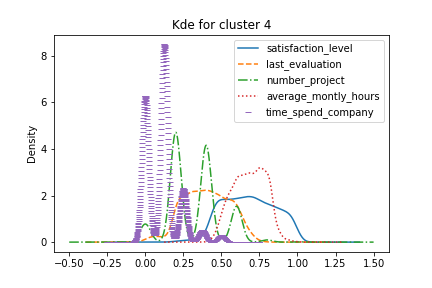 Kde for cluster 4
satisfaction_level
last_evaluation
number_project
average_montly_hours
time_spend_company
Density
8
6
4
2
0
−0.50 −0.25 0.00 0.25 0.50 0.75 1.00 1.25 1.50